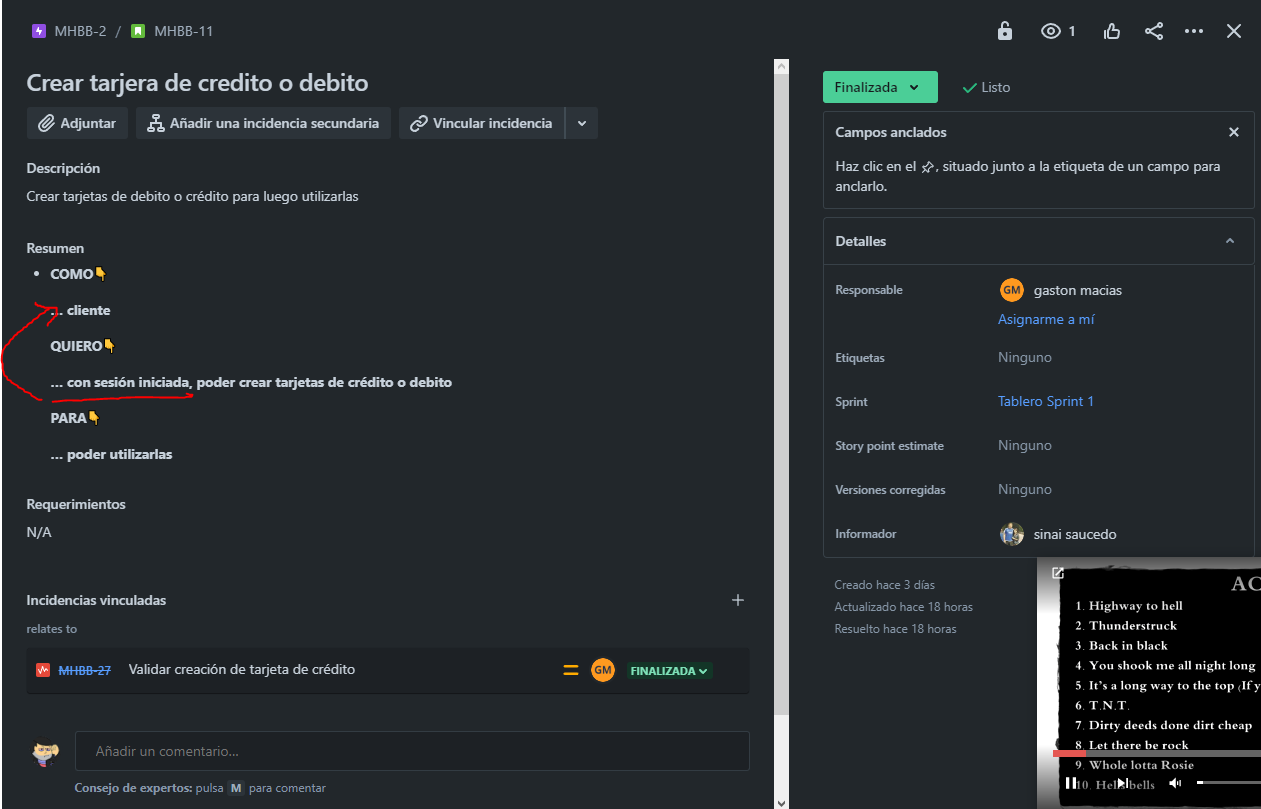 MHBB-2 / MHBB-11
1
Crear tarjera de credito o debito
Adjuntar
Añadir una incidencia secundaria
Vincular incidencia
Descripción
Crear tarjetas de debito o crédito para luego utilizarlas
Resumen
• COMO👇
... cliente
QUIERO👇
... con sesión iniciada, poder crear tarjetas de crédito o debito
PARA👇
... poder utilizarlas
Requerimientos
N/A
Incidencias vinculadas
relates to
MHBB-27 Validar creación de tarjeta de crédito GM FINALIZADA
Añadir un comentario...
Consejo de expertos: pulsa M para comentar
Finalizada
Listo
Campos anclados
Haz clic en el , situado junto a la etiqueta de un campo para
anclarlo.
Detalles
Responsable GM gaston macias
Asignarme a mí
Etiquetas Ninguno
Sprint Tablero Sprint 1
Story point estimate Ninguno
Versiones corregidas Ninguno
Informador sinai saucedo
Creado hace 3 días
Actualizado hace 18 horas
Resuelto hace 18 horas
AC
1. Highway to hell
2. Thunderstruck
3. Back in black
4. You shook me all night long
5. It's a long way to the top (If y
6. T.N.T.
7. Dirty deeds done dirt cheap
8. Let there be rock
9. Whole lotta Rosie
10. Hells bells